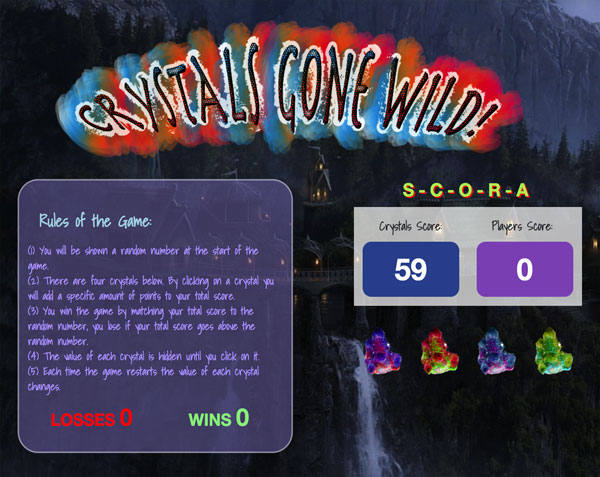 CRYSTALS GONE WILD!
Rules of the Game:
(1) You will be shown a random number at the start of the
game.
(2) There are four crystals below. By clicking on a crystal you
will add a specific amount of points to your total score.
(3) You win the game by matching your total score to the
random number, you lose if your total score goes above the
random number.
(4) The value of each crystal is hidden until you click on it.
(5) Each time the game restarts the value of each crystal
changes.
LOSSES 0 WINS 0
S-C-O-R-A
Crystals Score: Players Score:
59 0